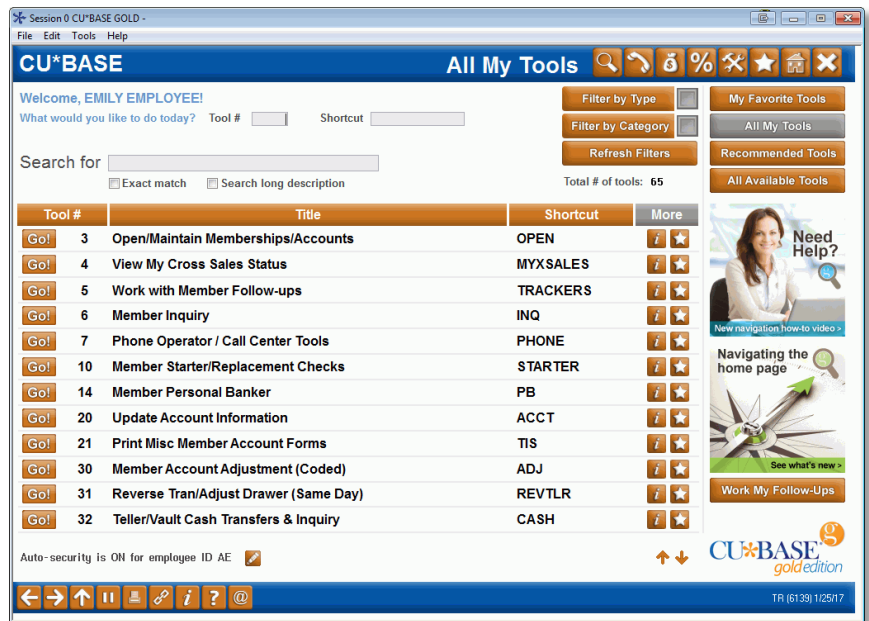 Session 0 CU*BASE GOLD -
File Edit Tools Help
CU*BASE
All My Tools
Welcome, EMILY EMPLOYEE!
What would you like to do today? Tool # Shortcut
Search for
Exact match Search long description
Filter by Type
Filter by Category
Refresh Filters
Total # of tools: 65
My Favorite Tools
All My Tools
Recommended Tools
All Available Tools
Tool # Title Shortcut More
Go! 3 Open/Maintain Memberships/Accounts OPEN i
Go! 4 View My Cross Sales Status MYXSALES i
Go! 5 Work with Member Follow-ups TRACKERS i
Go! 6 Member Inquiry INQ i
Go! 7 Phone Operator / Call Center Tools PHONE i
Go! 10 Member Starter/Replacement Checks STARTER i
Go! 14 Member Personal Banker PB i
Go! 20 Update Account Information ACCT i
Go! 21 Print Misc Member Account Forms TIS i
Go! 30 Member Account Adjustment (Coded) ADJ i
Go! 31 Reverse Tran/Adjust Drawer (Same Day) REVTLR i
Go! 32 Teller/Vault Cash Transfers & Inquiry CASH i
Need
Help?
New navigation how-to video >
Navigating the
home page
See what's new >
Work My Follow-Ups
Auto-security is ON for employee ID AE
CU*BASE g
gold edition
i ? @
TR (6139) 1/25/17